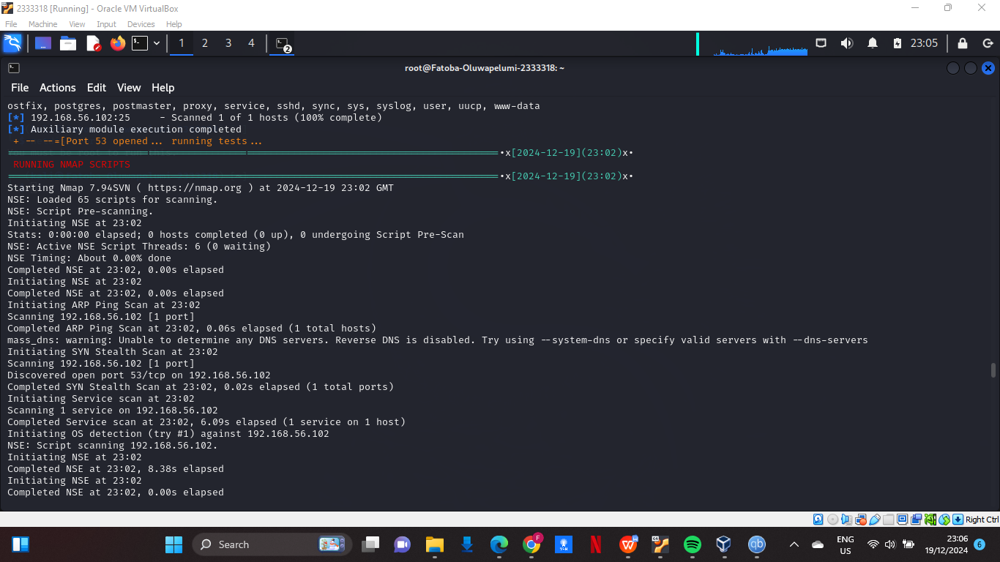 2333318 [Running] - Oracle VM VirtualBox
File Machine View Input Devices Help
1 2 3 4 2 23:05
root@Fatoba-Oluwapelumi-2333318: ~
File Actions Edit View Help
ostfix, postgres, postmaster, proxy, service, sshd, sync, sys, syslog, user, uucp, www-data
[*] 192.168.56.102:25     - Scanned 1 of 1 hosts (100% complete)
[*] Auxiliary module execution completed
+ -- --=[Port 53 opened... running tests...
════════════════════════════════════════════════════════════════════════════════════•x[2024-12-19](23:02)x•
RUNNING NMAP SCRIPTS
════════════════════════════════════════════════════════════════════════════════════•x[2024-12-19](23:02)x•
Starting Nmap 7.94SVN ( https://nmap.org ) at 2024-12-19 23:02 GMT
NSE: Loaded 65 scripts for scanning.
NSE: Script Pre-scanning.
Initiating NSE at 23:02
Stats: 0:00:00 elapsed; 0 hosts completed (0 up), 0 undergoing Script Pre-Scan
NSE: Active NSE Script Threads: 6 (0 waiting)
NSE Timing: About 0.00% done
Completed NSE at 23:02, 0.00s elapsed
Initiating NSE at 23:02
Completed NSE at 23:02, 0.00s elapsed
Initiating ARP Ping Scan at 23:02
Scanning 192.168.56.102 [1 port]
Completed ARP Ping Scan at 23:02, 0.06s elapsed (1 total hosts)
mass_dns: warning: Unable to determine any DNS servers. Reverse DNS is disabled. Try using --system-dns or specify valid servers with --dns-servers
Initiating SYN Stealth Scan at 23:02
Scanning 192.168.56.102 [1 port]
Discovered open port 53/tcp on 192.168.56.102
Completed SYN Stealth Scan at 23:02, 0.02s elapsed (1 total ports)
Initiating Service scan at 23:02
Scanning 1 service on 192.168.56.102
Completed Service scan at 23:02, 6.09s elapsed (1 service on 1 host)
Initiating OS detection (try #1) against 192.168.56.102
NSE: Script scanning 192.168.56.102.
Initiating NSE at 23:02
Completed NSE at 23:02, 8.38s elapsed
Initiating NSE at 23:02
Completed NSE at 23:02, 0.00s elapsed
Right Ctrl
Search
ENG
US
23:06
19/12/2024
6